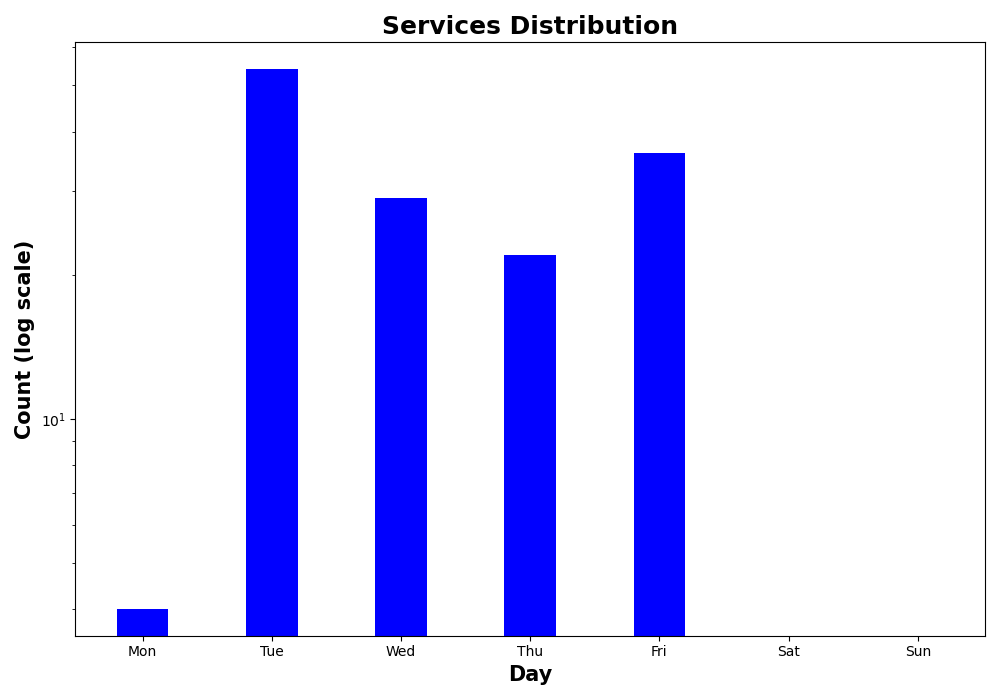 Services Distribution
Count (log scale)
10¹
Mon Tue Wed Thu Fri Sat Sun
Day